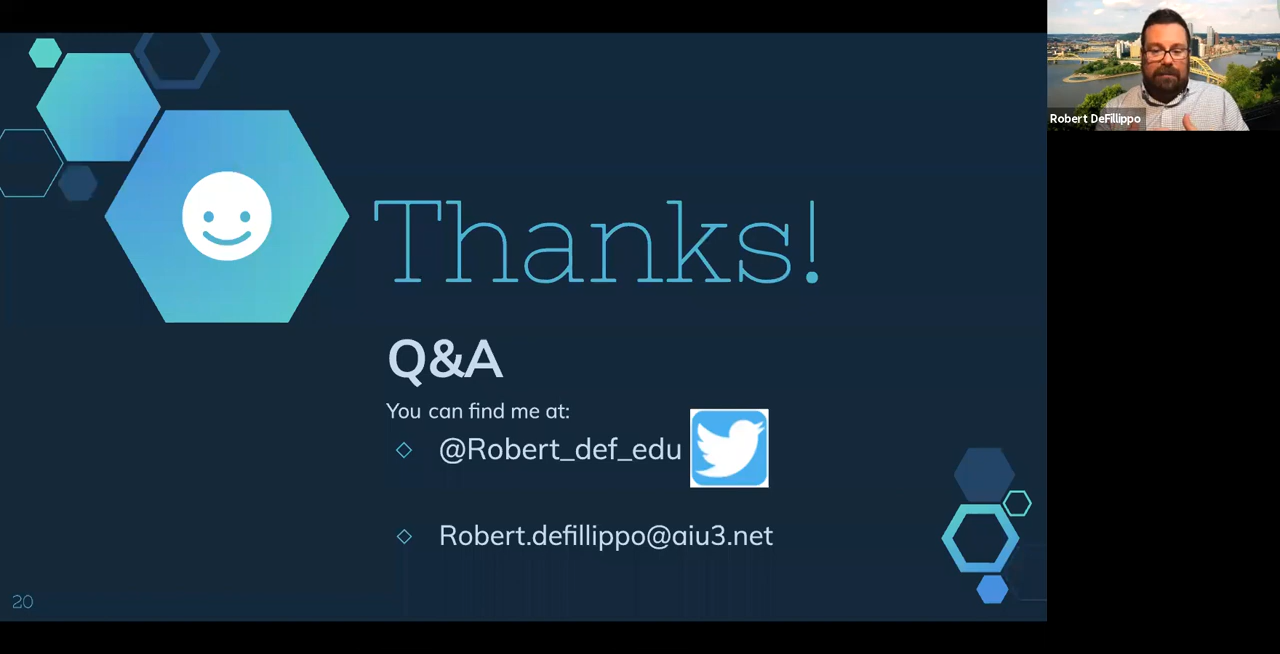 Robert DeFillippo
Thanks!
Q&A
You can find me at:
@Robert_def_edu
Robert.defillippo@aiu3.net
20